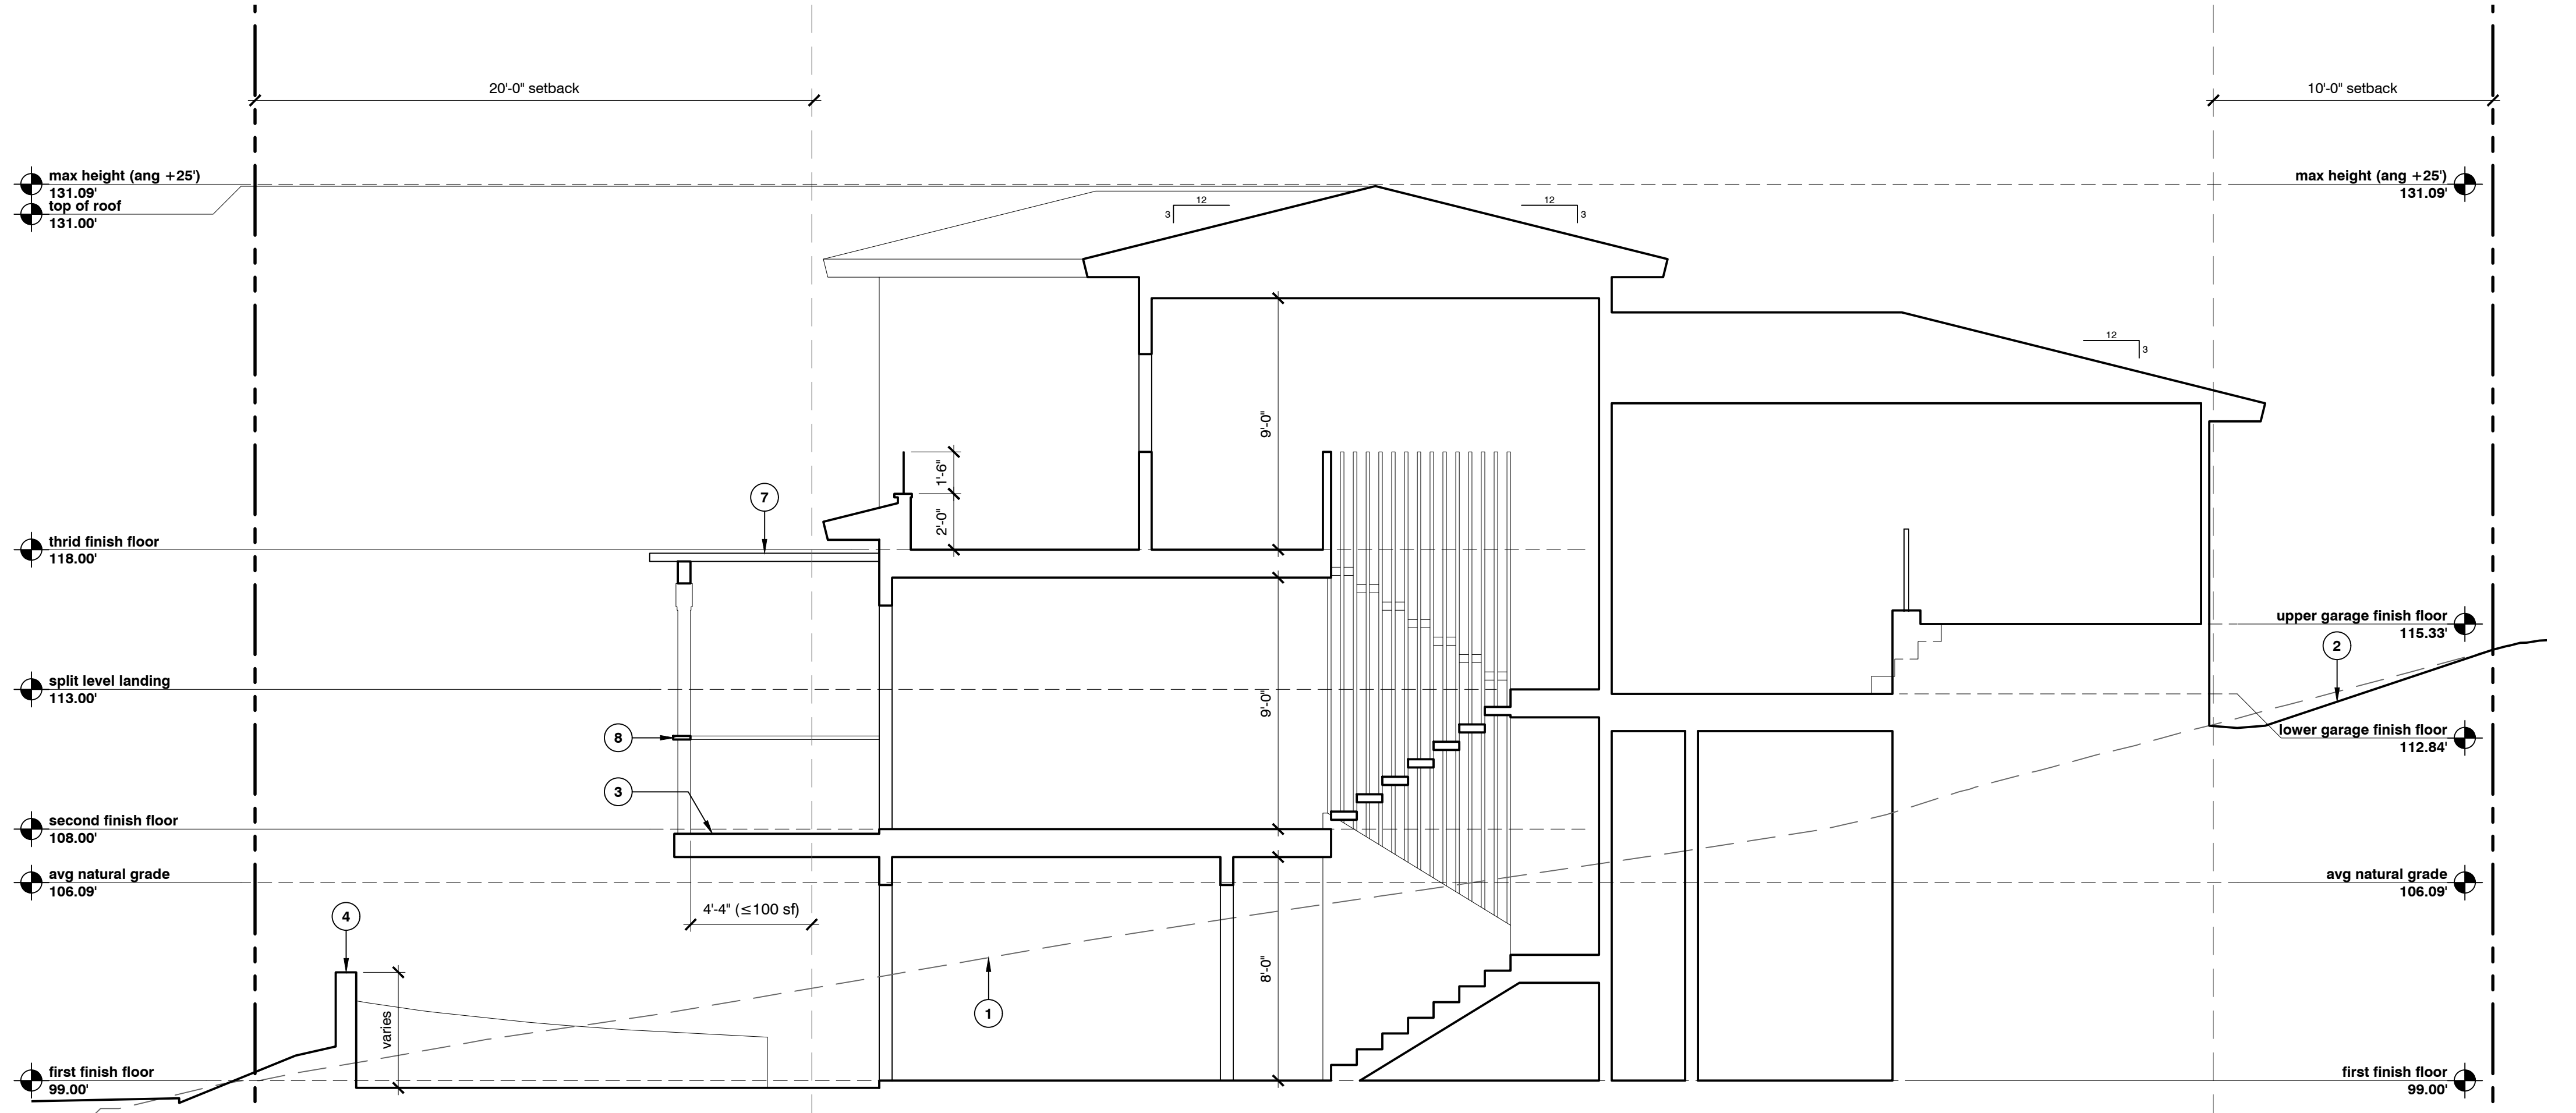 20'-0" setback
10'-0" setback
max height (ang +25')
131.09'
top of roof
131.00'
max height (ang +25')
131.09'
12
3
12
3
12
3
9'-0"
1'-6"
2'-0"
7
thrid finish floor
118.00'
upper garage finish floor
115.33'
2
split level landing
113.00'
9'-0"
8
lower garage finish floor
112.84'
3
second finish floor
108.00'
avg natural grade
106.09'
avg natural grade
106.09'
4'-4" (≤100 sf)
4
8'-0"
1
varies
first finish floor
99.00'
first finish floor
99.00'